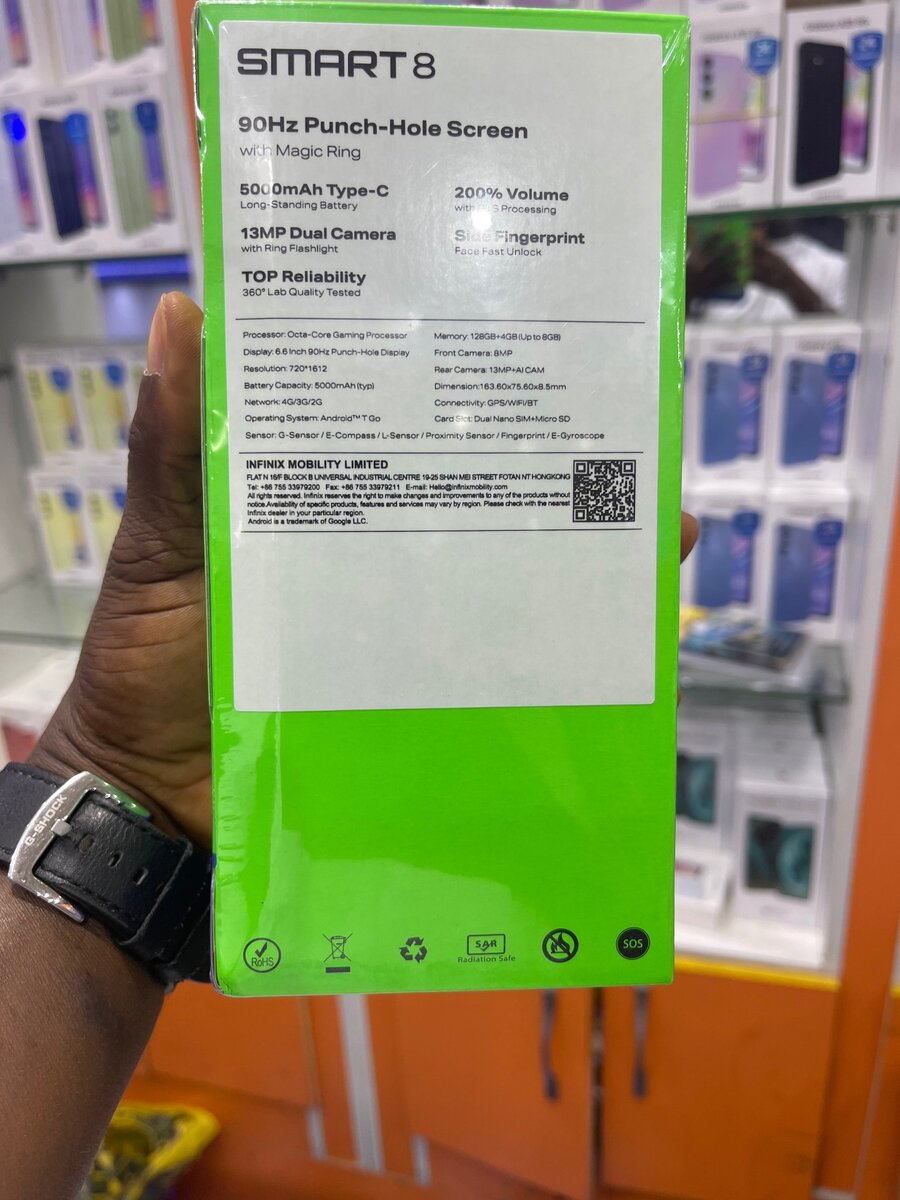 SMART 8
90Hz Punch-Hole Screen
with Magic Ring
5000mAh Type-C
Long-Standing Battery
200% Volume
with Processing
13MP Dual Camera
with Ring Flashlight
Side Fingerprint
Face Fast Unlock
TOP Reliability
360° Lab Quality Tested
Processor: Octa-Core Gaming Processor
Display: 6.6 Inch 90Hz Punch-Hole Display
Resolution: 720*1612
Battery Capacity: 5000mAh (typ)
Network: 4G/3G/2G
Operating System: Android™ T Go
Memory: 128GB+4GB (Up to 8GB)
Front Camera: 8MP
Rear Camera: 13MP+AI CAM
Dimension:163.60x75.60x8.5mm
Connectivity: GPS/WIFI/BT
Card Slot: Dual Nano SIM+Micro SD
Sensor: G-Sensor / E-Compass / L-Sensor / Proximity Sensor / Fingerprint / E-Gyroscope
INFINIX MOBILITY LIMITED
FLAT N 16/F BLOCK B UNIVERSAL INDUSTRIAL CENTRE 19-25 SHAN MEI STREET FOTAN NT HONGKONG
Tel: +86 755 33979200 Fax: +86 755 33979211 E-mail: Hello@infinixmobility.com
All rights reserved. Infinix reserves the right to make changes and improvements to any of the products without
notice.Availability of specific products, features and services may vary by region. Please check with the nearest
Infinix dealer in your particular region.
Android is a trademark of Google LLC.
RoHS
SAR
Radiation Safe
SOS
G-SHOCK